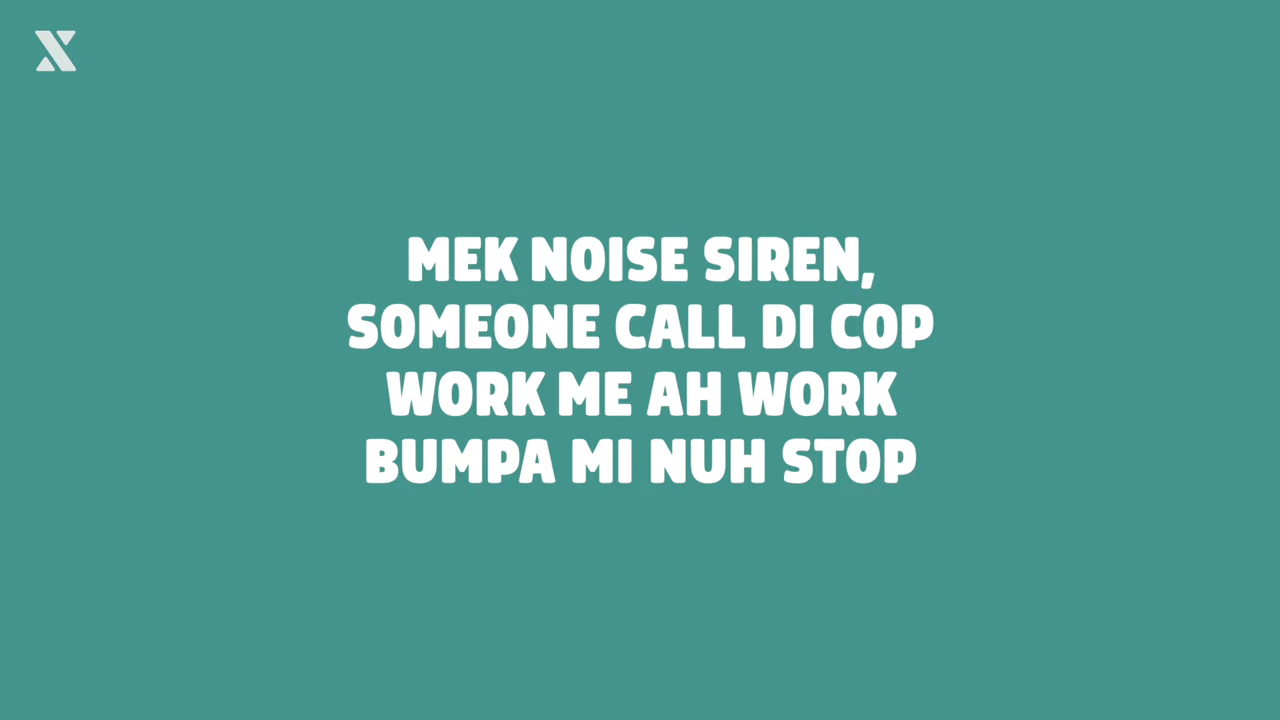 MEK NOISE SIREN,
SOMEONE CALL DI COP
WORK ME AH WORK
BUMPA MI NUH STOP